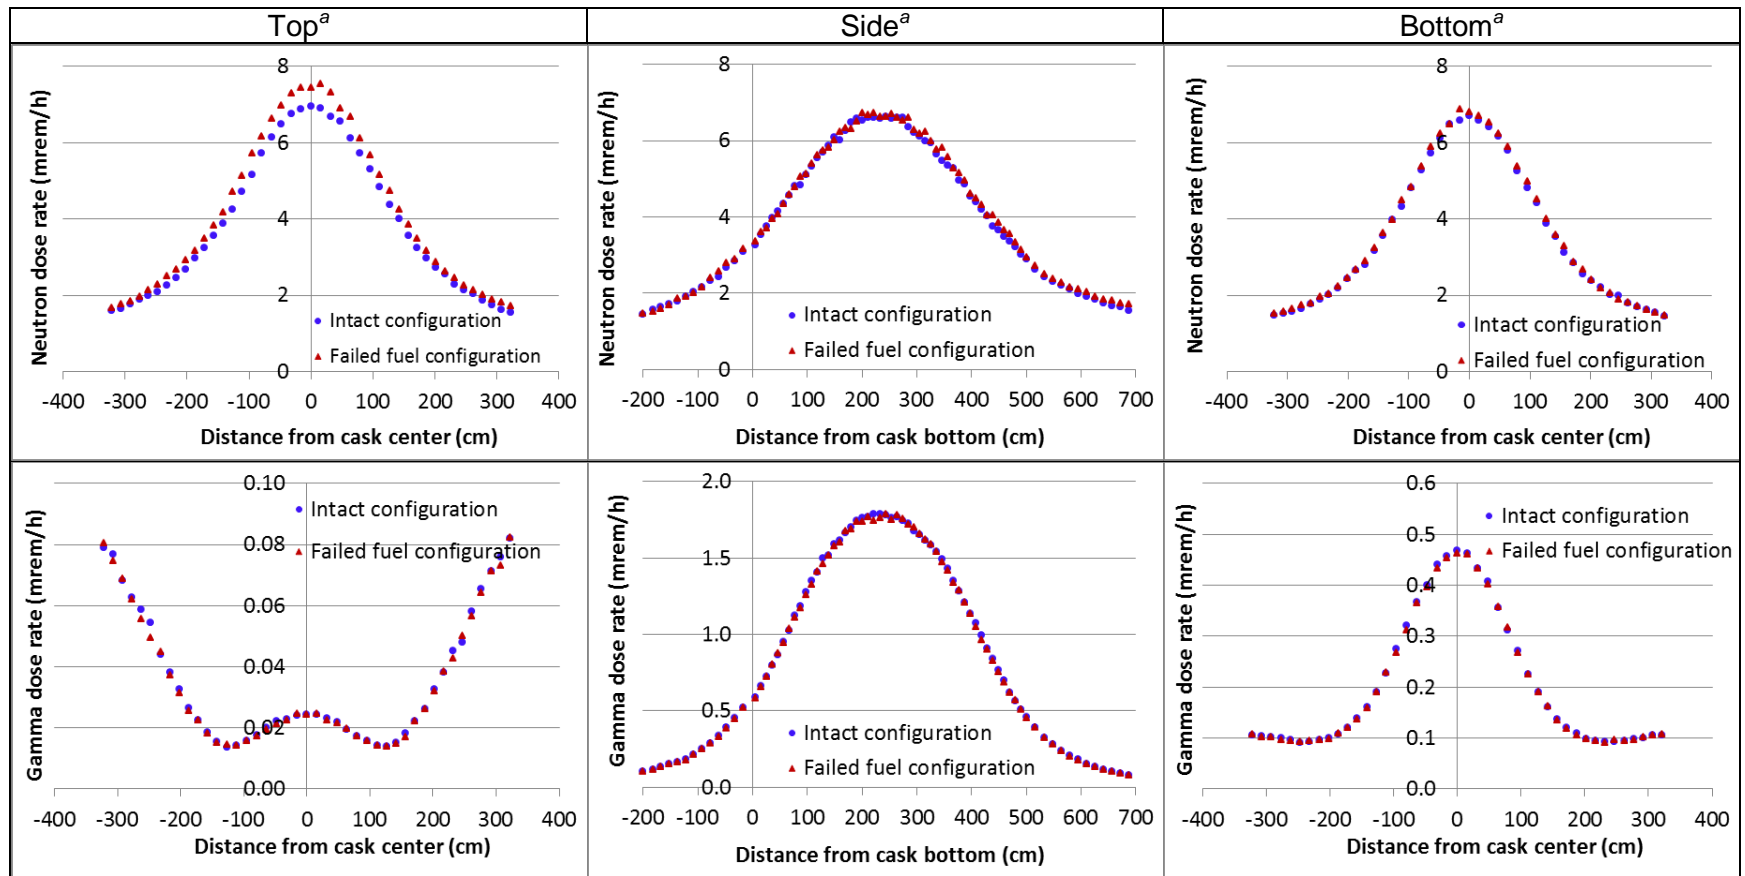 Topa
Sidea
Bottoma
Neutron dose rate (mrem/h)
8
6
4
2
0
Intact configuration
Failed fuel configuration
-400 -300 -200 -100 0 100 200 300 400
Distance from cask center (cm)
Neutron dose rate (mrem/h)
8
6
4
2
0
Intact configuration
Failed fuel configuration
-200 -100 0 100 200 300 400 500 600 700
Distance from cask bottom (cm)
Neutron dose rate (mrem/h)
8
6
4
2
0
Intact configuration
Failed fuel configuration
-400 -300 -200 -100 0 100 200 300 400
Distance from cask center (cm)
Gamma dose rate (mrem/h)
0.10
0.08
0.06
0.04
0.02
0.00
Intact configuration
Failed fuel configuration
-400 -300 -200 -100 0 100 200 300 400
Distance from cask center (cm)
Gamma dose rate (mrem/h)
2.0
1.5
1.0
0.5
0.0
Intact configuration
Failed fuel configuration
-200 -100 0 100 200 300 400 500 600 700
Distance from cask bottom (cm)
Gamma dose rate (mrem/h)
0.6
0.5
0.4
0.3
0.2
0.1
0.0
Intact configuration
Failed fuel configuration
-400 -300 -200 -100 0 100 200 300 400
Distance from cask center (cm)